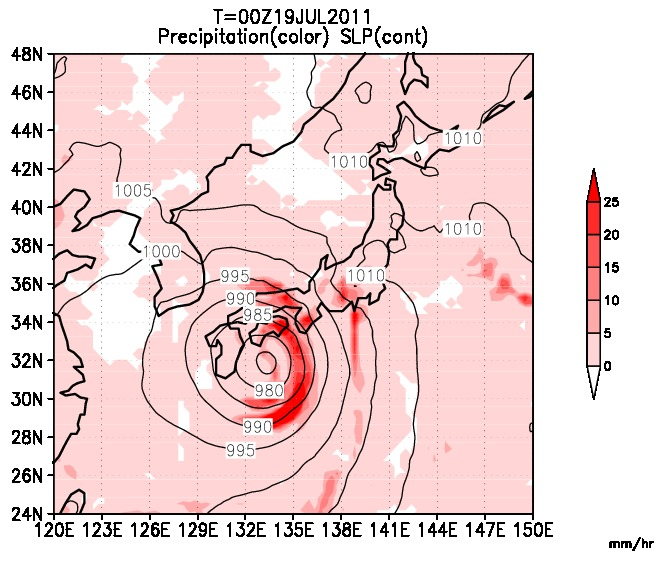 T=00Z19JUL2011
Precipitation(color) SLP(cont)
48N
46N
44N
42N
40N
38N
36N
34N
32N
30N
28N
26N
24N
120E 123E 126E 129E 132E 135E 138E 141E 144E 147E 150E
1010
1010
1005
1010
1000
995
1010
990
985
980
990
995
25
20
15
10
5
0
mm/hr